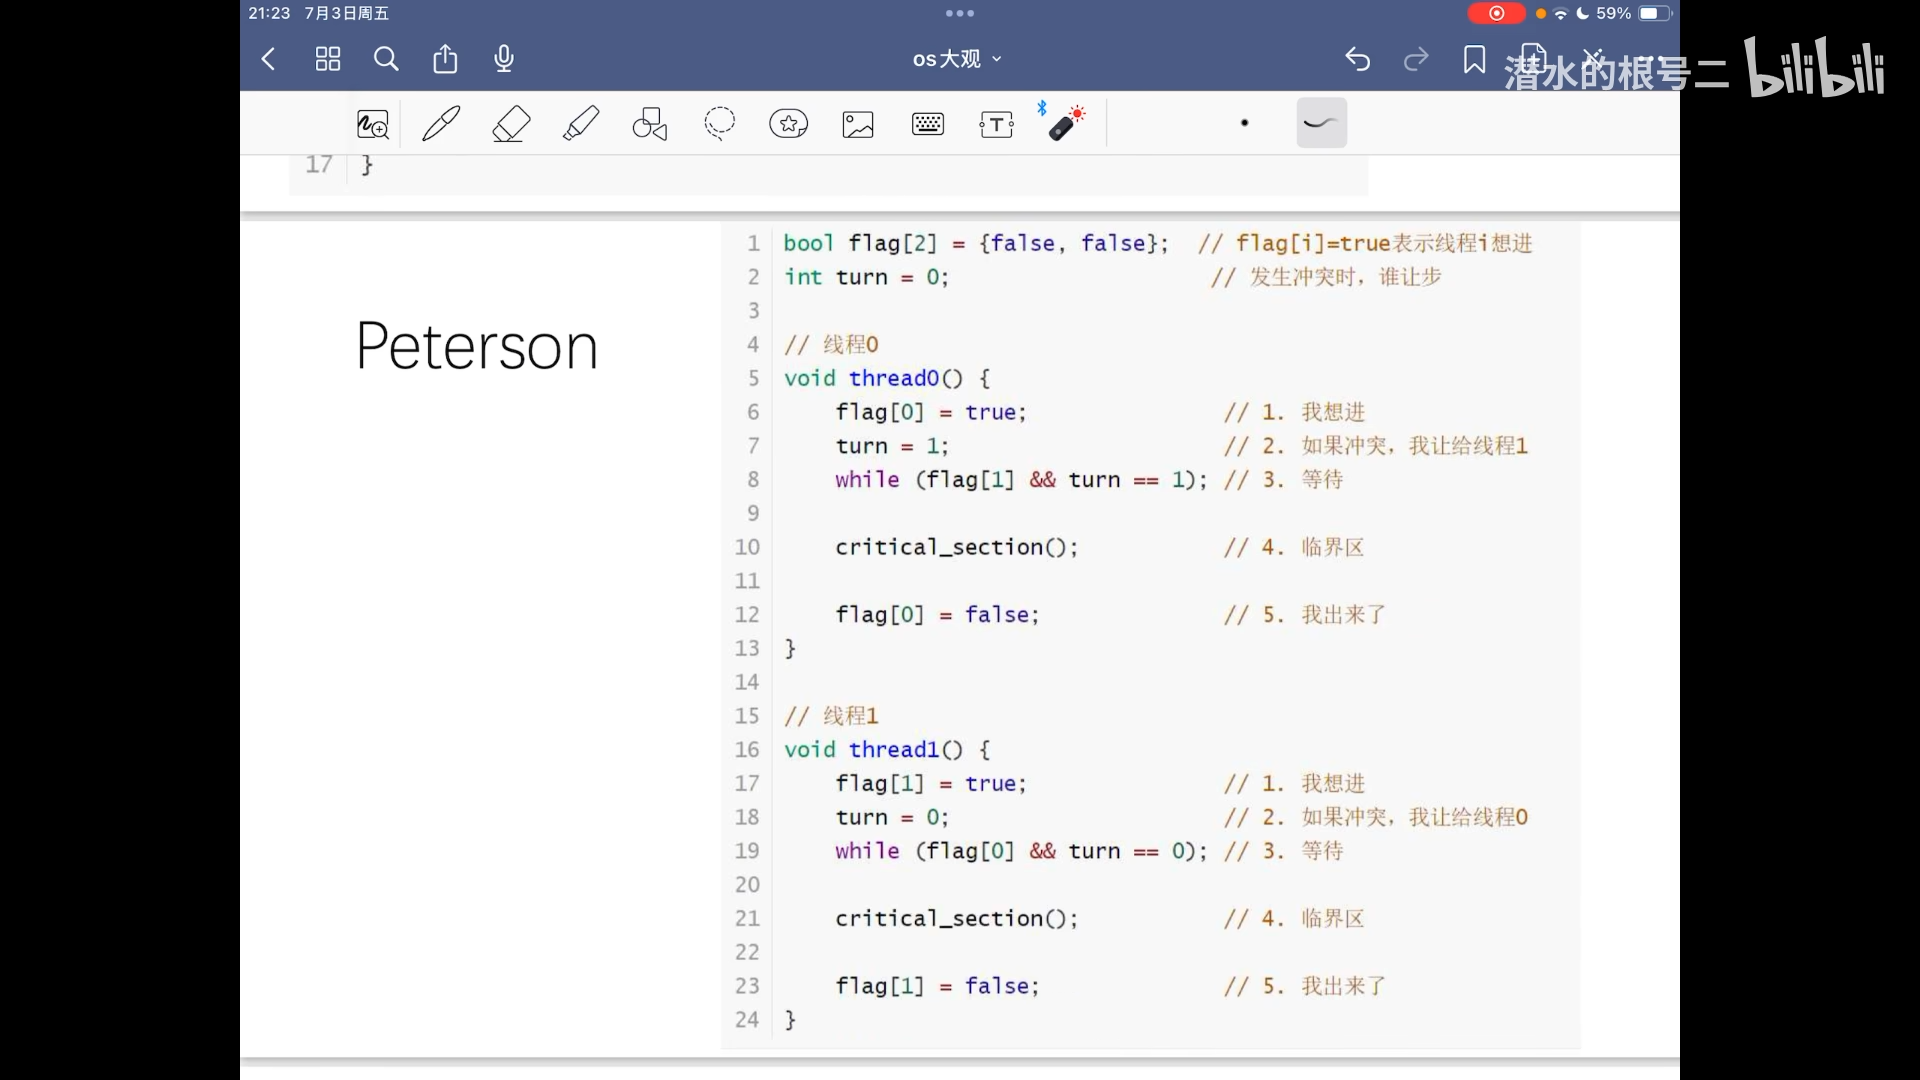 21:23 7月3日周五
59%
os大观
潜水的根号二 bilibili
17 }
Peterson
1 bool flag[2] = {false, false}; // flag[i]=true表示线程i想进
2 int turn = 0; // 发生冲突时，谁让步
3
4 // 线程0
5 void thread0() {
6 flag[0] = true; // 1. 我想进
7 turn = 1; // 2. 如果冲突，我让给线程1
8 while (flag[1] && turn == 1); // 3. 等待
9
10 critical_section(); // 4. 临界区
11
12 flag[0] = false; // 5. 我出来了
13 }
14
15 // 线程1
16 void thread1() {
17 flag[1] = true; // 1. 我想进
18 turn = 0; // 2. 如果冲突，我让给线程0
19 while (flag[0] && turn == 0); // 3. 等待
20
21 critical_section(); // 4. 临界区
22
23 flag[1] = false; // 5. 我出来了
24 }